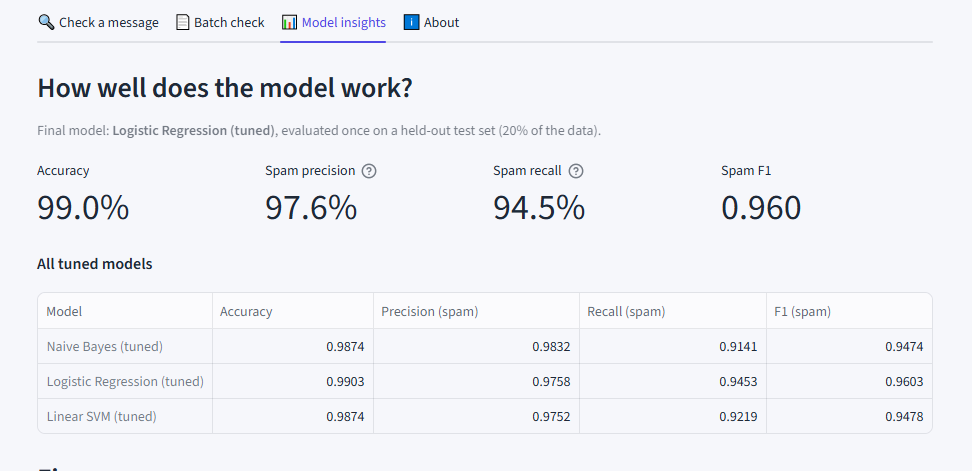 Check a message Batch check Model insights About
How well does the model work?
Final model: Logistic Regression (tuned), evaluated once on a held-out test set (20% of the data).
Accuracy Spam precision ? Spam recall ? Spam F1
99.0% 97.6% 94.5% 0.960
All tuned models
Model Accuracy Precision (spam) Recall (spam) F1 (spam)
Naive Bayes (tuned) 0.9874 0.9832 0.9141 0.9474
Logistic Regression (tuned) 0.9903 0.9758 0.9453 0.9603
Linear SVM (tuned) 0.9874 0.9752 0.9219 0.9478